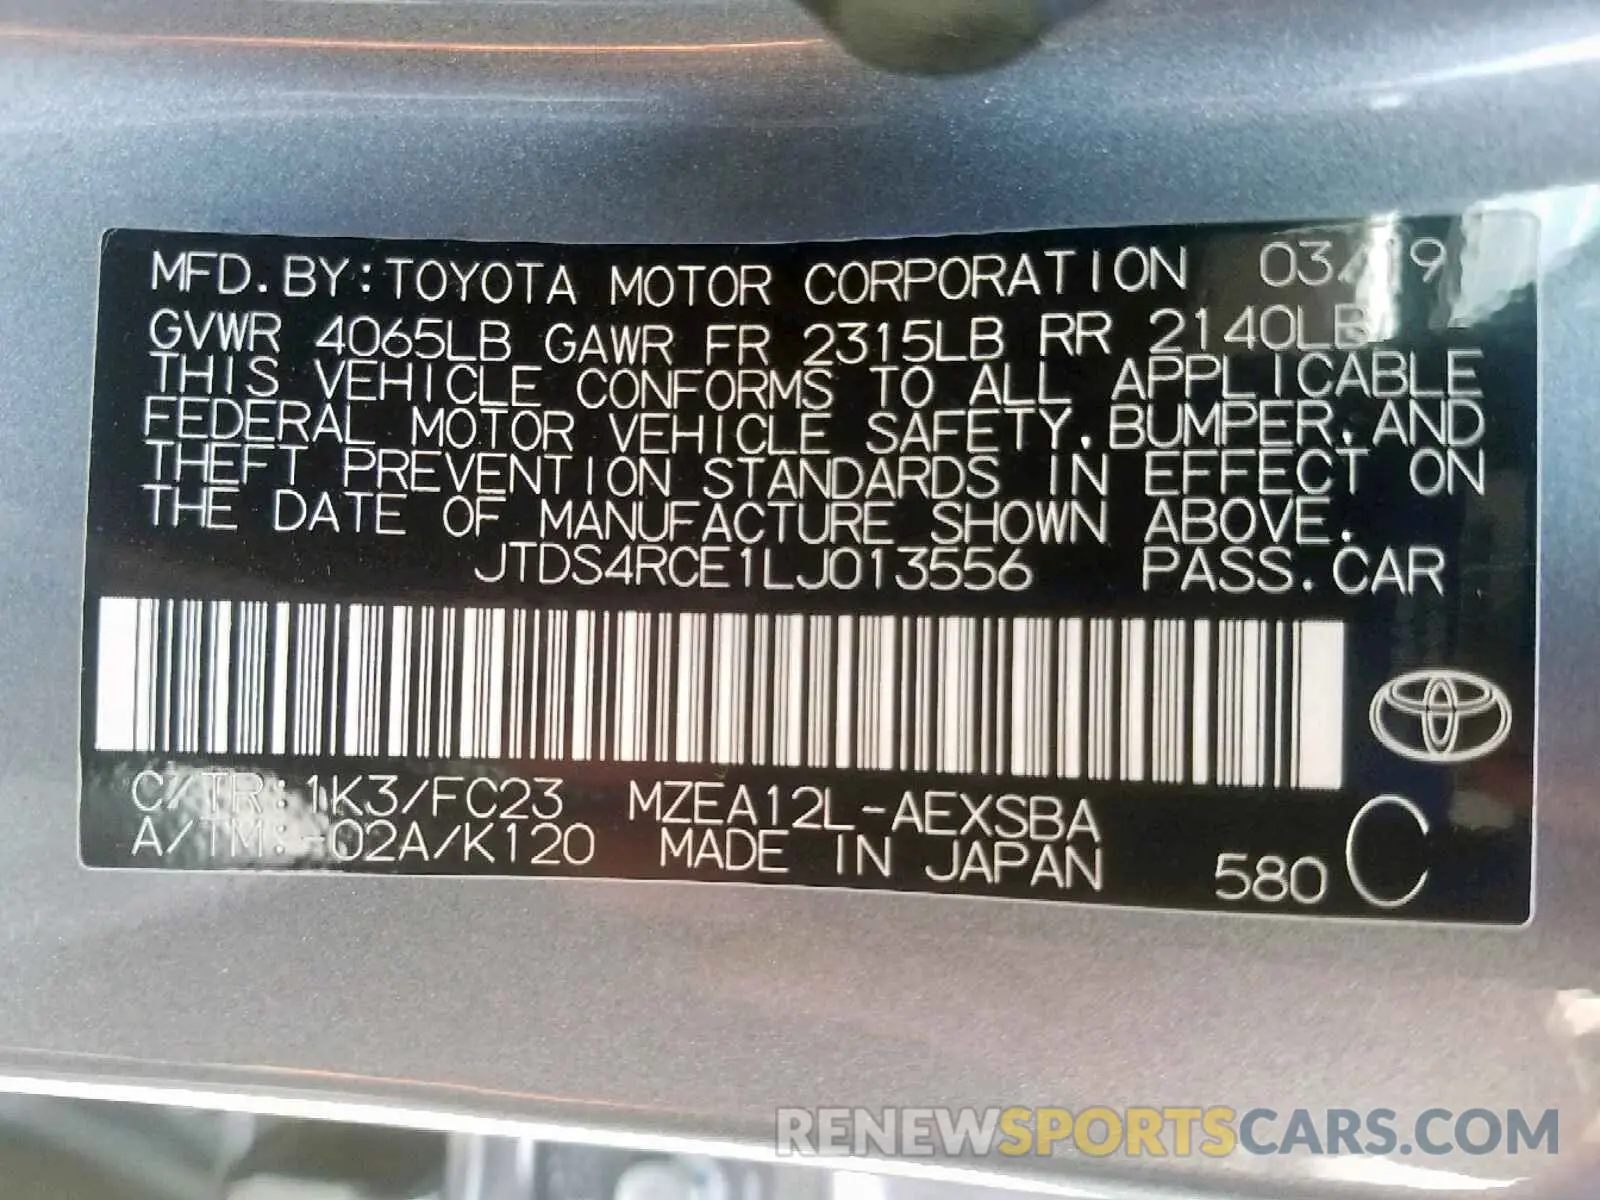 MFD.BY:TOYOTA MOTOR CORPORATION 03/19
GVWR 4065LB GAWR FR 2315LB RR 2140LB
THIS VEHICLE CONFORMS TO ALL APPLICABLE
FEDERAL MOTOR VEHICLE SAFETY,BUMPER,AND
THEFT PREVENTION STANDARDS IN EFFECT ON
THE DATE OF MANUFACTURE SHOWN ABOVE.
JTDS4RCE1LJ013556 PASS.CAR
C/TR:1K3/FC23 MZEA12L-AEXSBA
A/TM:-02A/K120 MADE IN JAPAN 580 C
RENEWSPORTSCARS.COM